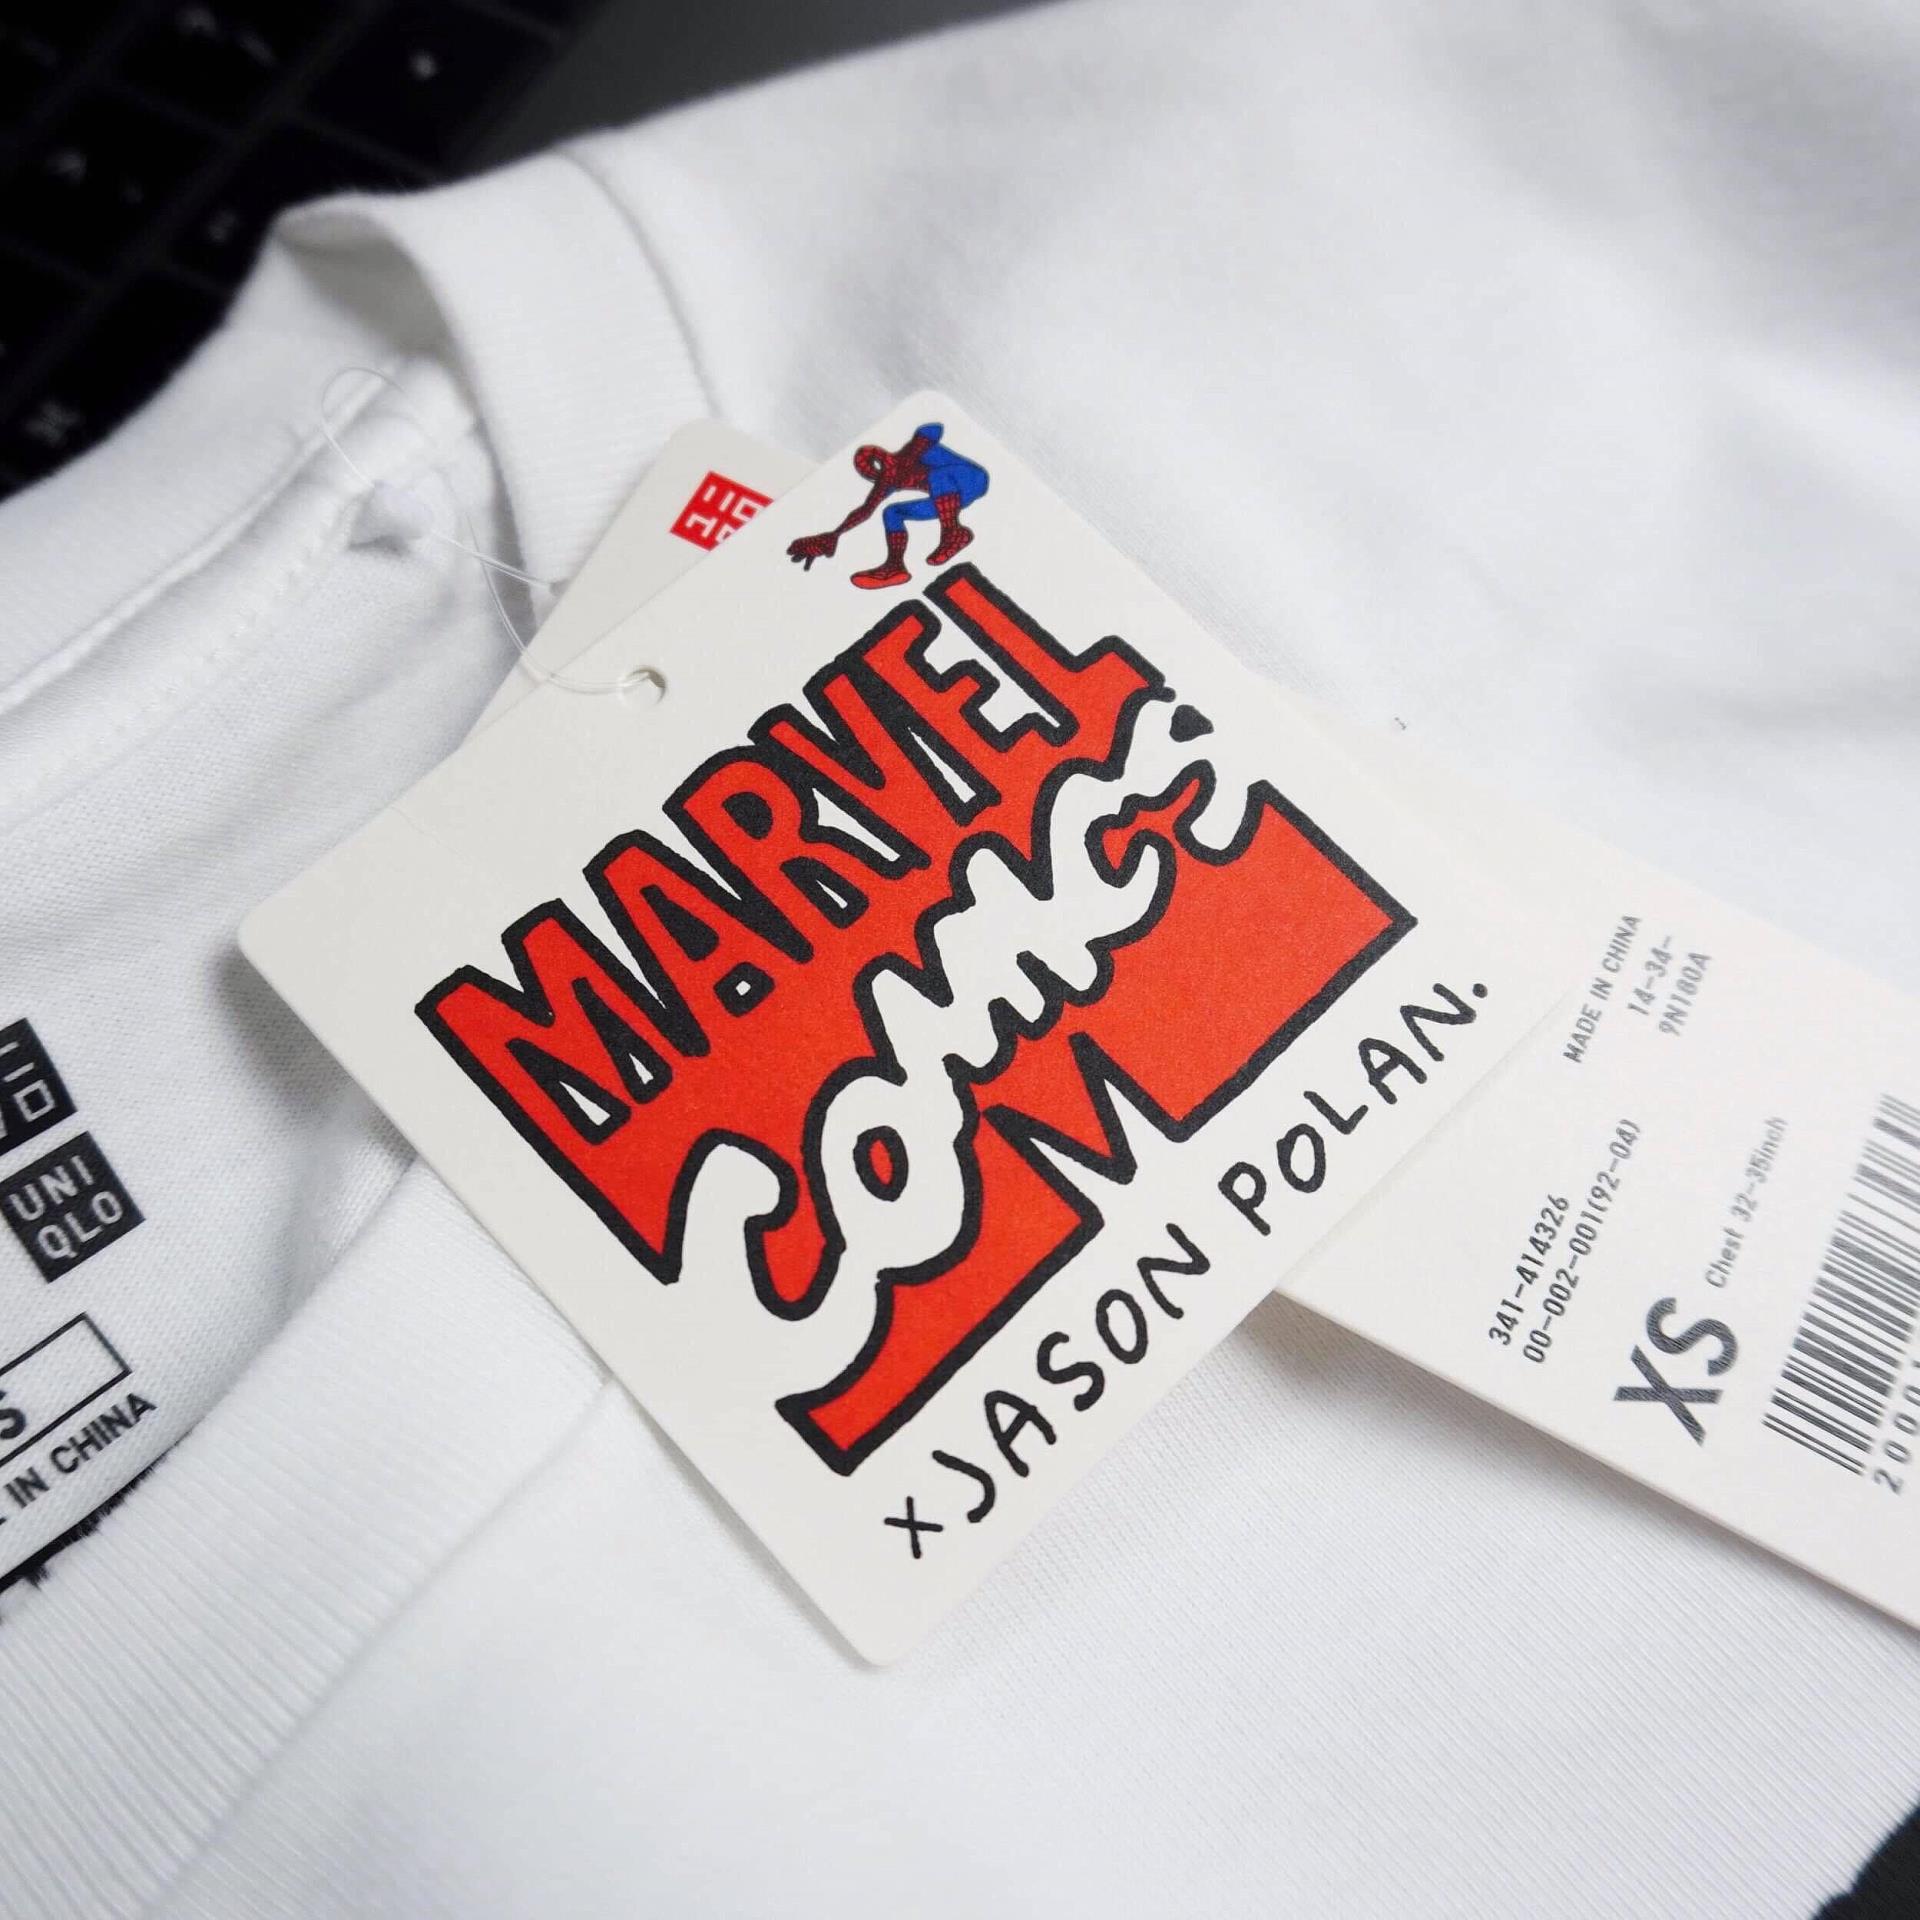 MARVEL
COMICS
x JASON POLAN.
UNI
QLO
S
IN CHINA
MADE IN CHINA
14-34-
9N180A
341-414326
00-002-001(92-04)
XS
Chest 32-35inch